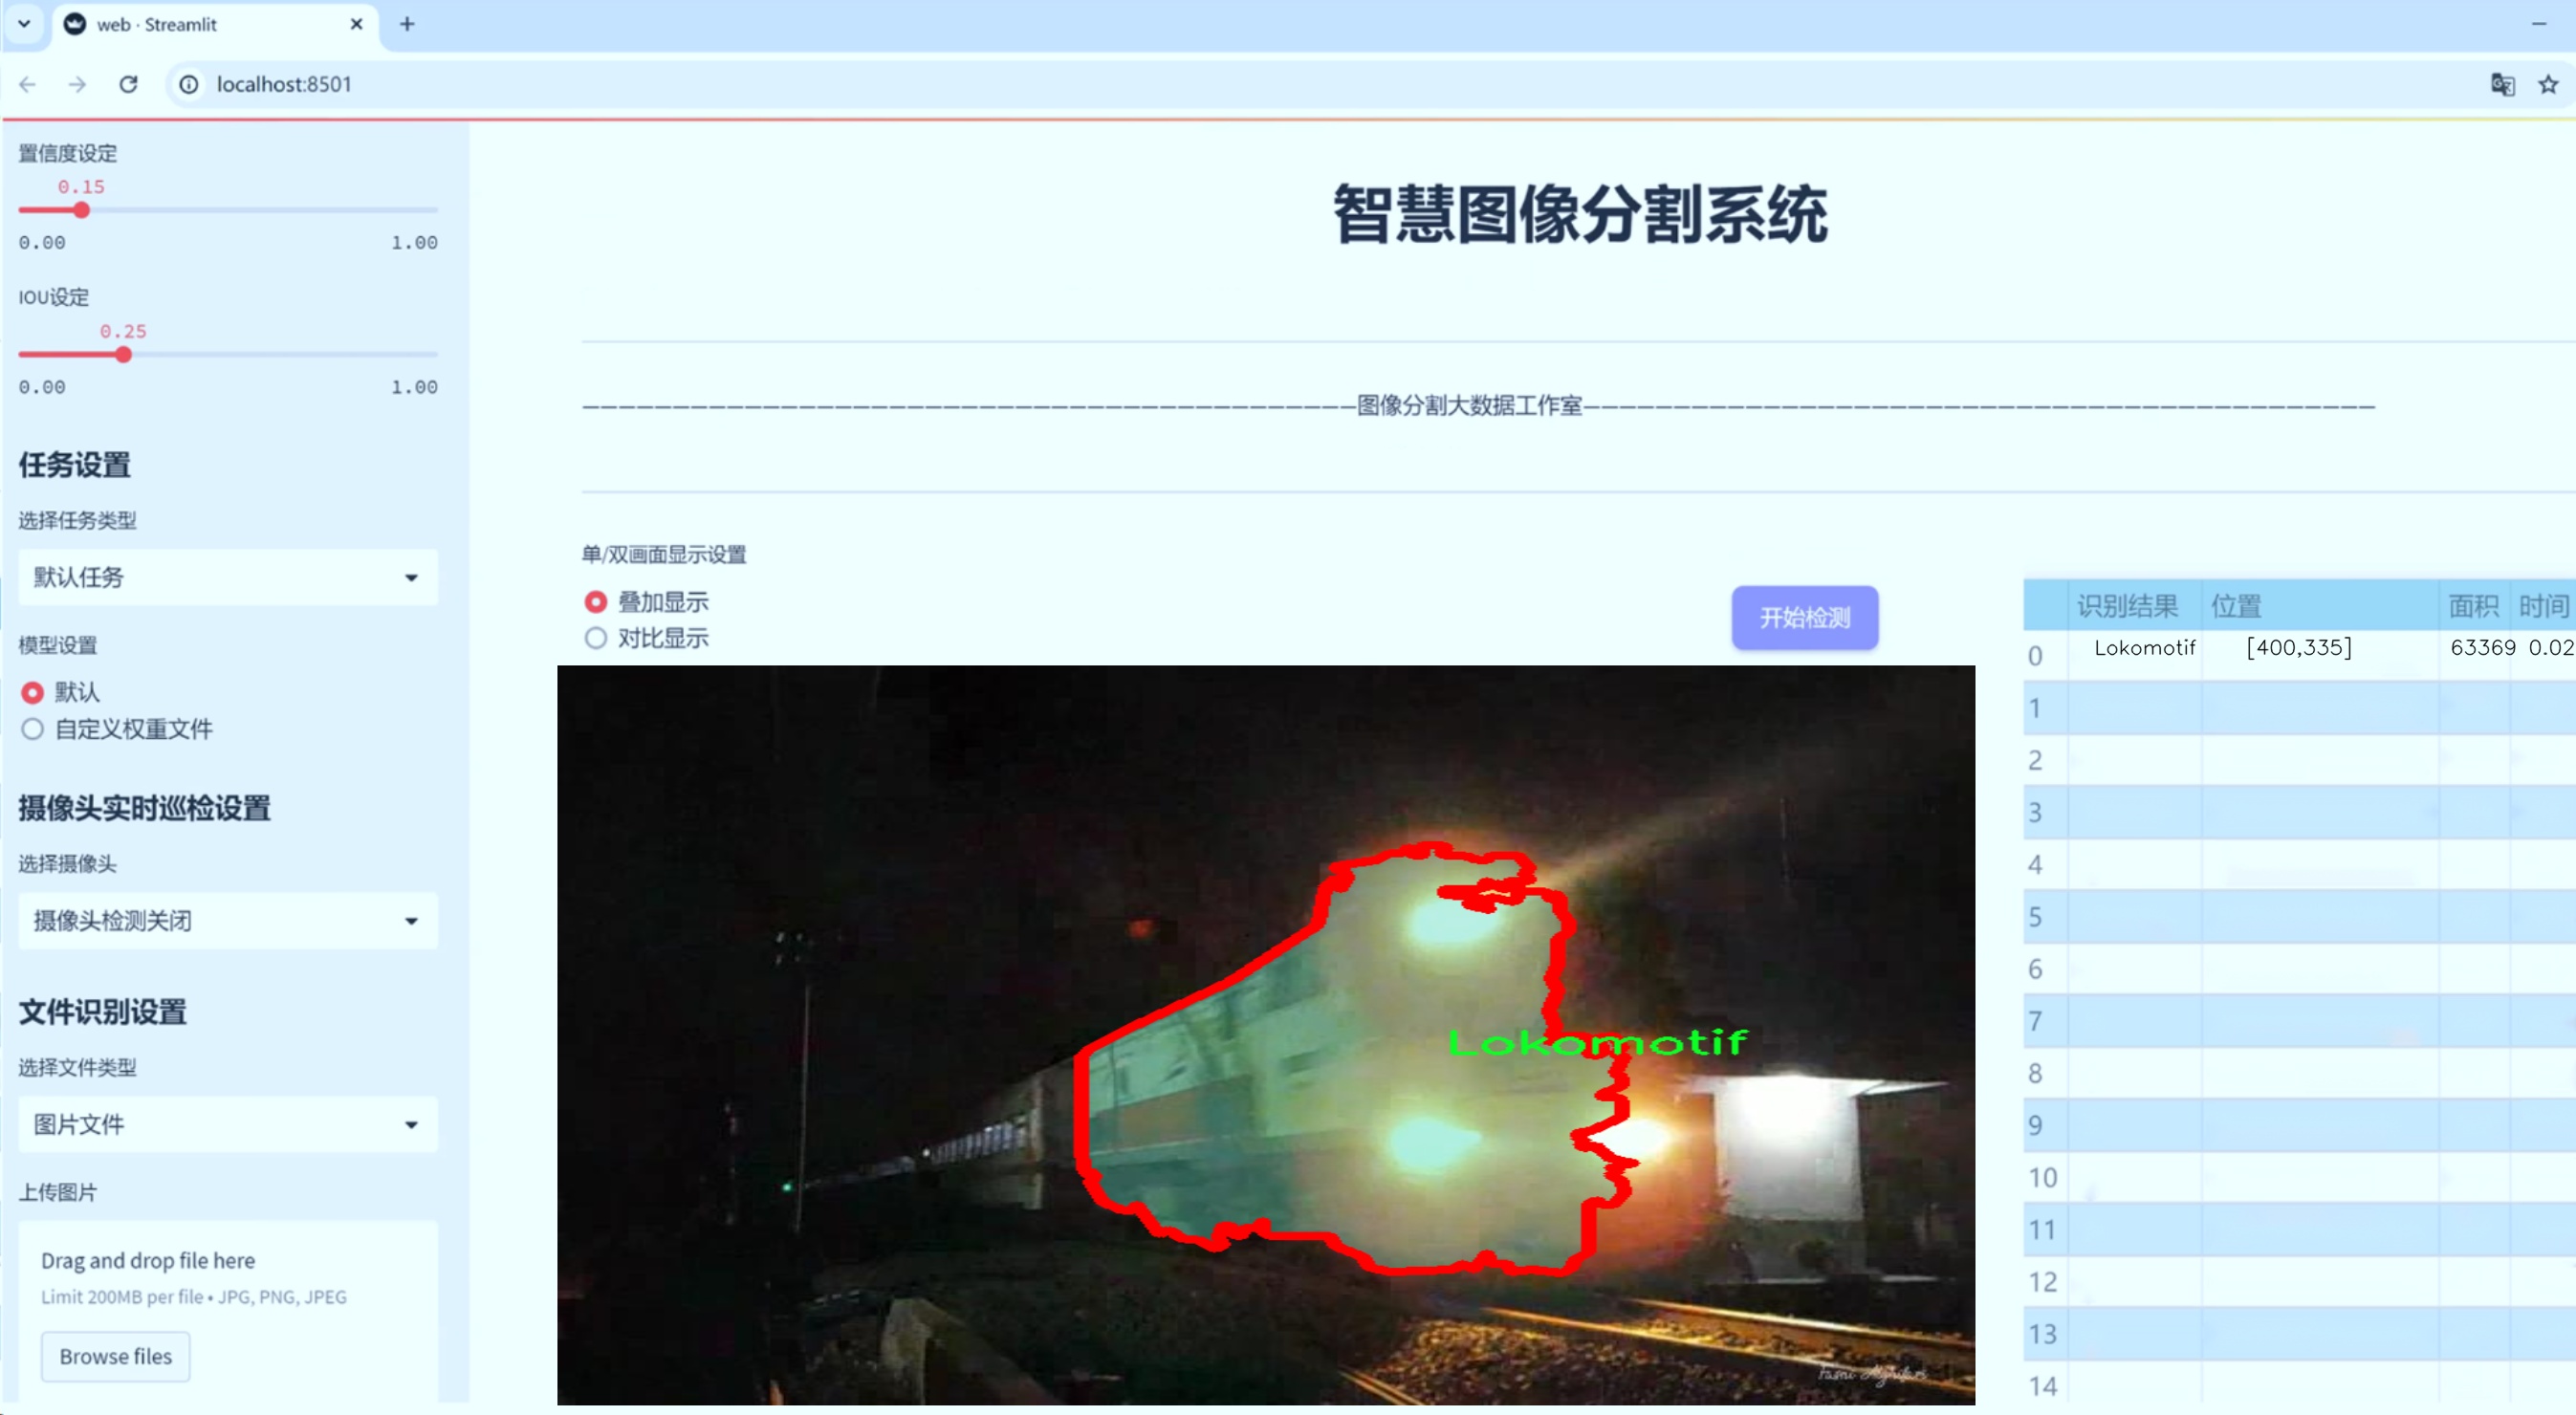 web · Streamlit
localhost:8501
置信度设定
0.15
0.00 1.00
IOU设定
0.25
0.00 1.00
任务设置
选择任务类型
默认任务
模型设置
默认
自定义权重文件
摄像头实时巡检设置
选择摄像头
摄像头检测关闭
文件识别设置
选择文件类型
图片文件
上传图片
Drag and drop file here
Limit 200MB per file • JPG, PNG, JPEG
Browse files
智慧图像分割系统
图像分割大数据工作室
单/双画面显示设置
叠加显示
对比显示
开始检测
Lokomotif
识别结果 位置 面积 时间
0 Lokomotif [400,335] 63369 0.02
1
2
3
4
5
6
7
8
9
10
11
12
13
14